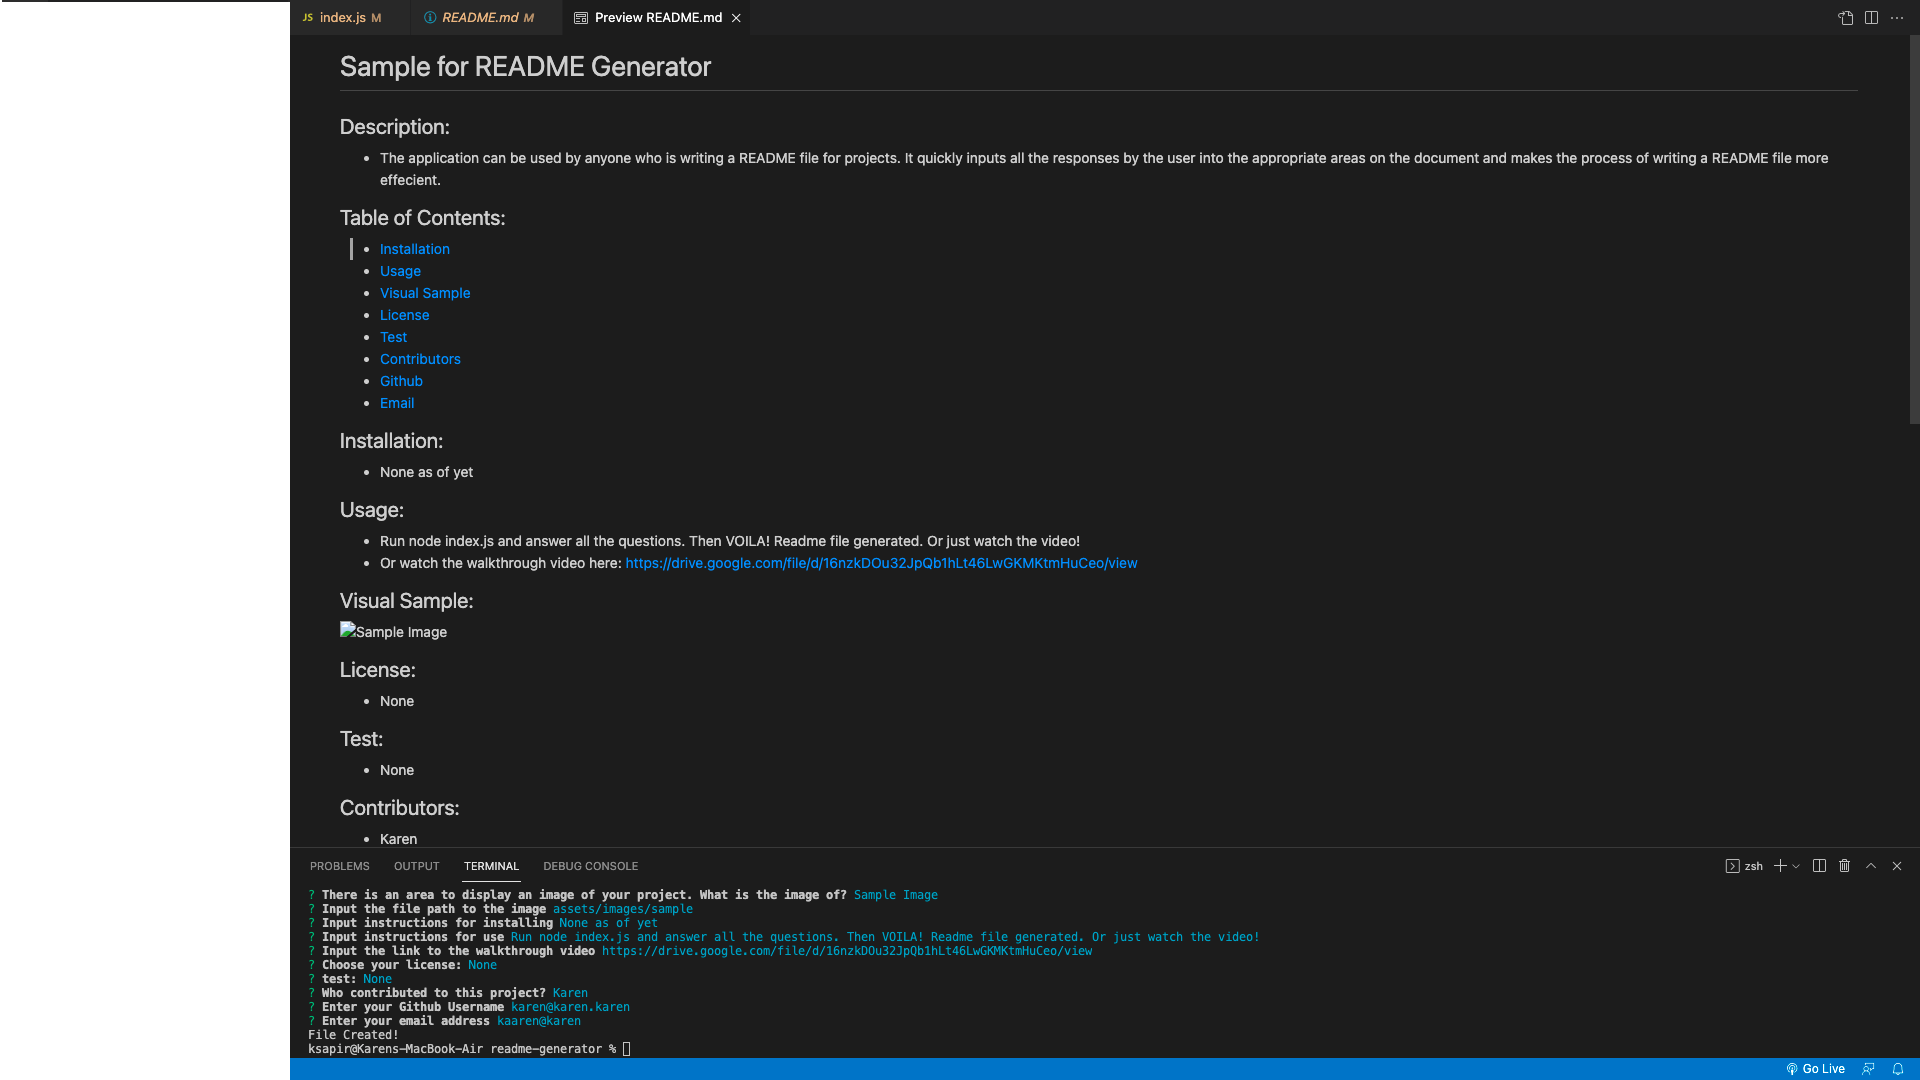 JS index.js M README.md M Preview README.md
Sample for README Generator
Description:
• The application can be used by anyone who is writing a README file for projects. It quickly inputs all the responses by the user into the appropriate areas on the document and makes the process of writing a README file more
effecient.
Table of Contents:
• Installation
• Usage
• Visual Sample
• License
• Test
• Contributors
• Github
• Email
Installation:
• None as of yet
Usage:
• Run node index.js and answer all the questions. Then VOILA! Readme file generated. Or just watch the video!
• Or watch the walkthrough video here: https://drive.google.com/file/d/16nzkDOu32JpQb1hLt46LwGKMKtmHuCeo/view
Visual Sample:
Sample Image
License:
• None
Test:
• None
Contributors:
• Karen
PROBLEMS OUTPUT TERMINAL DEBUG CONSOLE zsh
? There is an area to display an image of your project. What is the image of? Sample Image
? Input the file path to the image assets/images/sample
? Input instructions for installing None as of yet
? Input instructions for use Run node index.js and answer all the questions. Then VOILA! Readme file generated. Or just watch the video!
? Input the link to the walkthrough video https://drive.google.com/file/d/16nzkDOu32JpQb1hLt46LwGKMKtmHuCeo/view
? Choose your license: None
? test: None
? Who contributed to this project? Karen
? Enter your Github Username karen@karen.karen
? Enter your email address kaaren@karen
File Created!
ksapir@Karens-MacBook-Air readme-generator %
Go Live